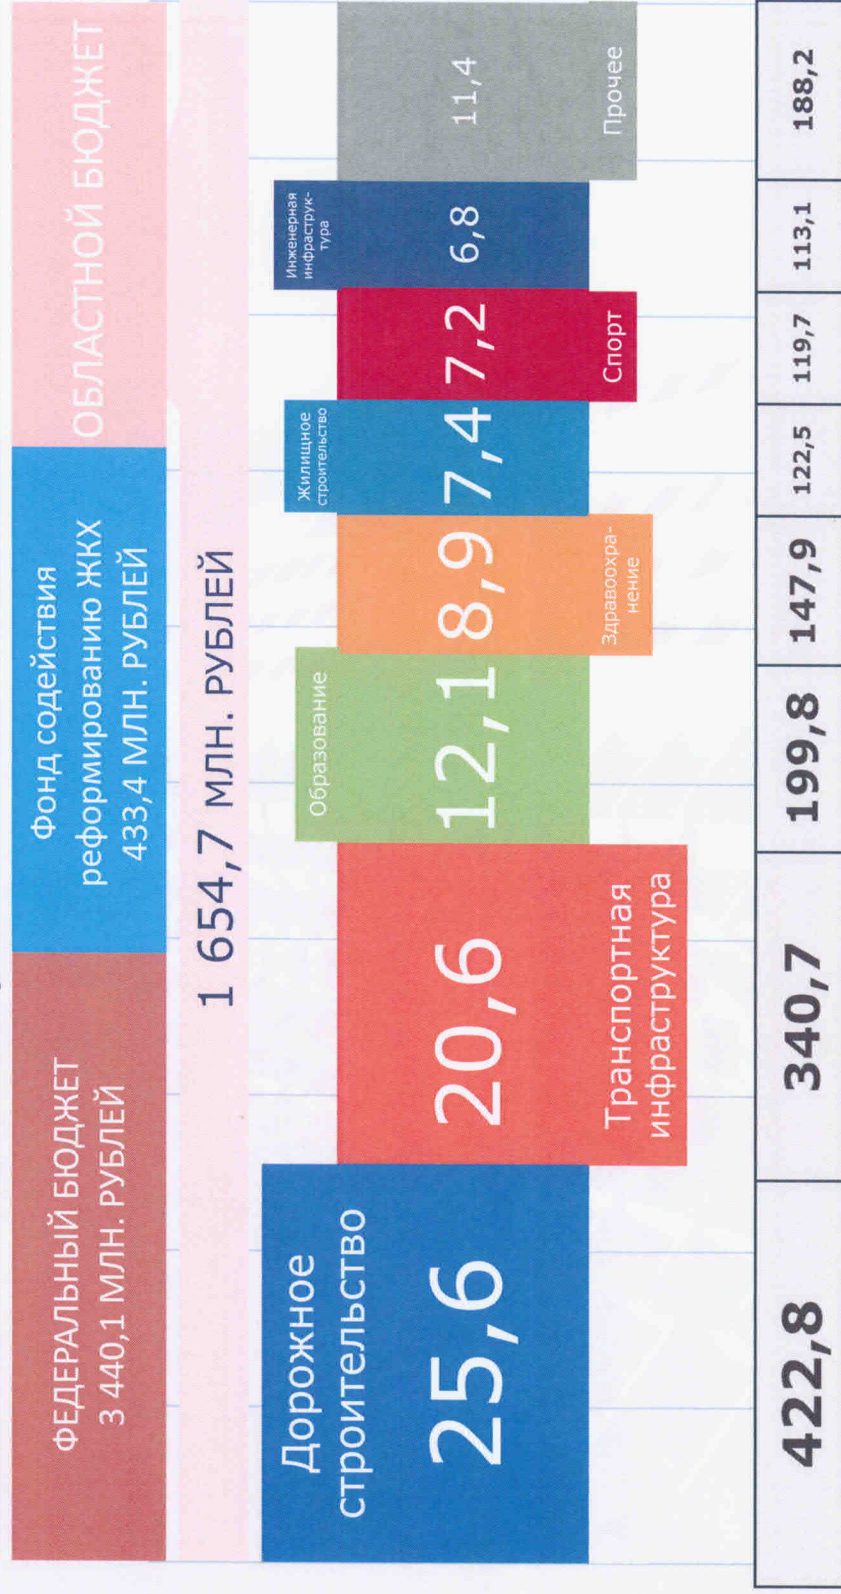 ФЕДЕРАЛЬНЫЙ БЮДЖЕТ
3 440,1 МЛН. РУБЛЕЙ
Фонд содействия
реформированию ЖКХ
433,4 МЛН. РУБЛЕЙ
ОБЛАСТНОЙ БЮДЖЕТ
1 654,7 МЛН. РУБЛЕЙ
Дорожное
строительство
25,6
20,6
Транспортная
инфраструктура
Образование
12,1
8,9
Здравоохра-
нение
Жилищное
строительство
7,4
7,2
Спорт
Инженерная
инфраструк-
тура
6,8
11,4
Прочее
422,8
340,7
199,8
147,9
122,5
119,7
113,1
188,2